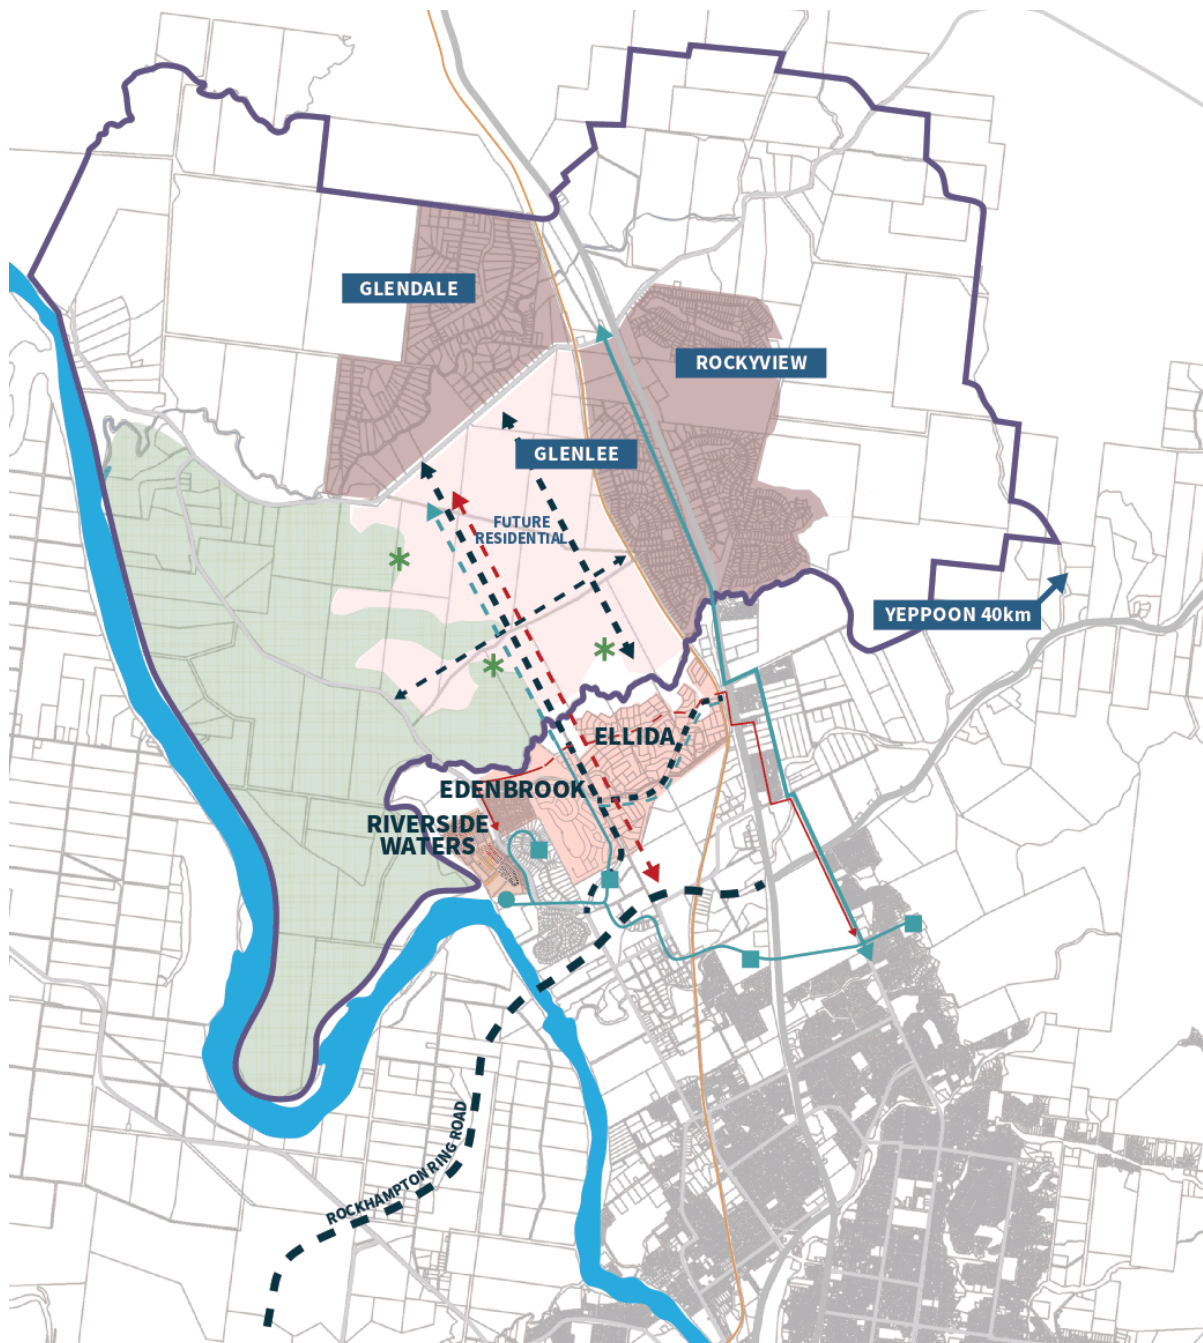 GLENDALE
ROCKYVIEW
GLENLEE
FUTURE
RESIDENTIAL
YEPPOON 40km
ELLIDA
EDENBROOK
RIVERSIDE
WATERS
ROCKHAMPTON RING ROAD